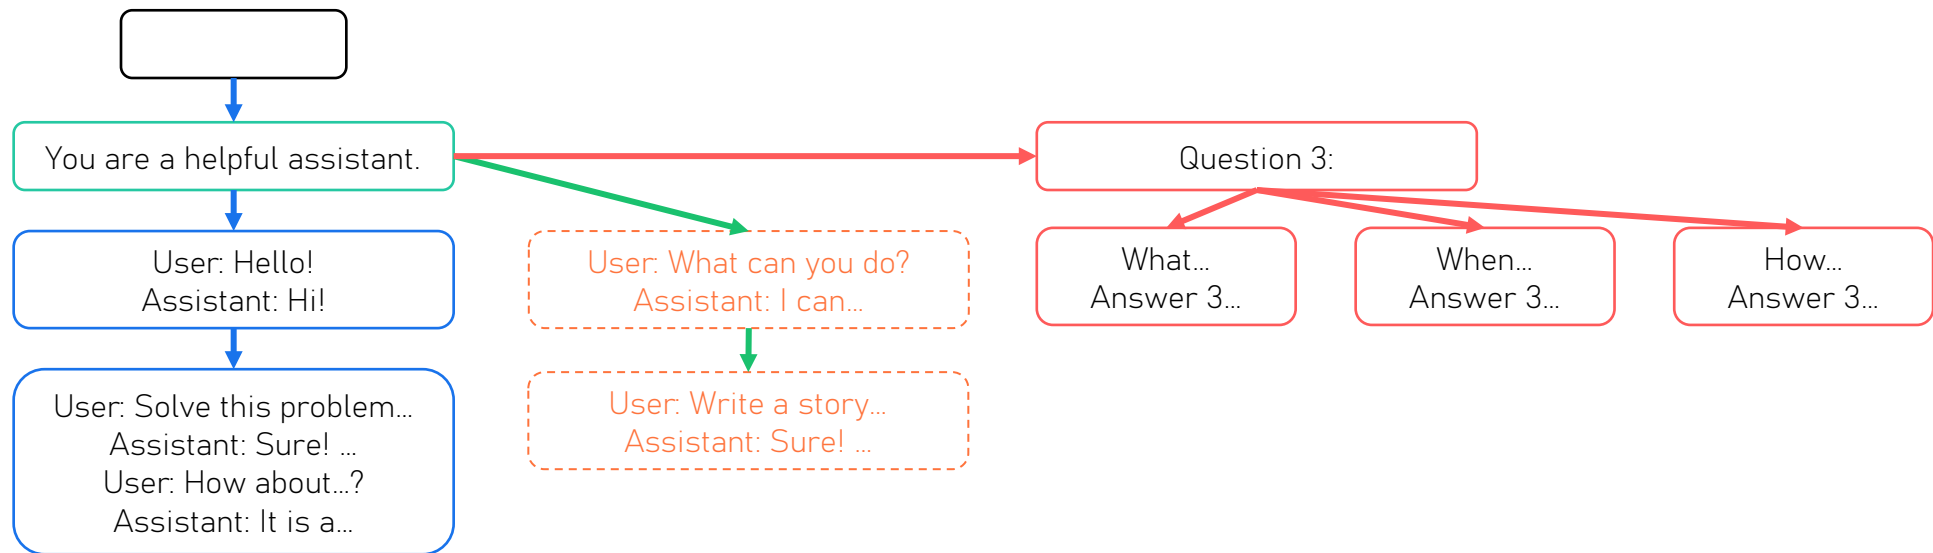 You are a helpful assistant.
Question 3:
User: Hello!
Assistant: Hi!
User: What can you do?
Assistant: I can...
What...
Answer 3...
When...
Answer 3...
How...
Answer 3...
User: Solve this problem...
Assistant: Sure! ...
User: How about...?
Assistant: It is a...
User: Write a story...
Assistant: Sure! ...